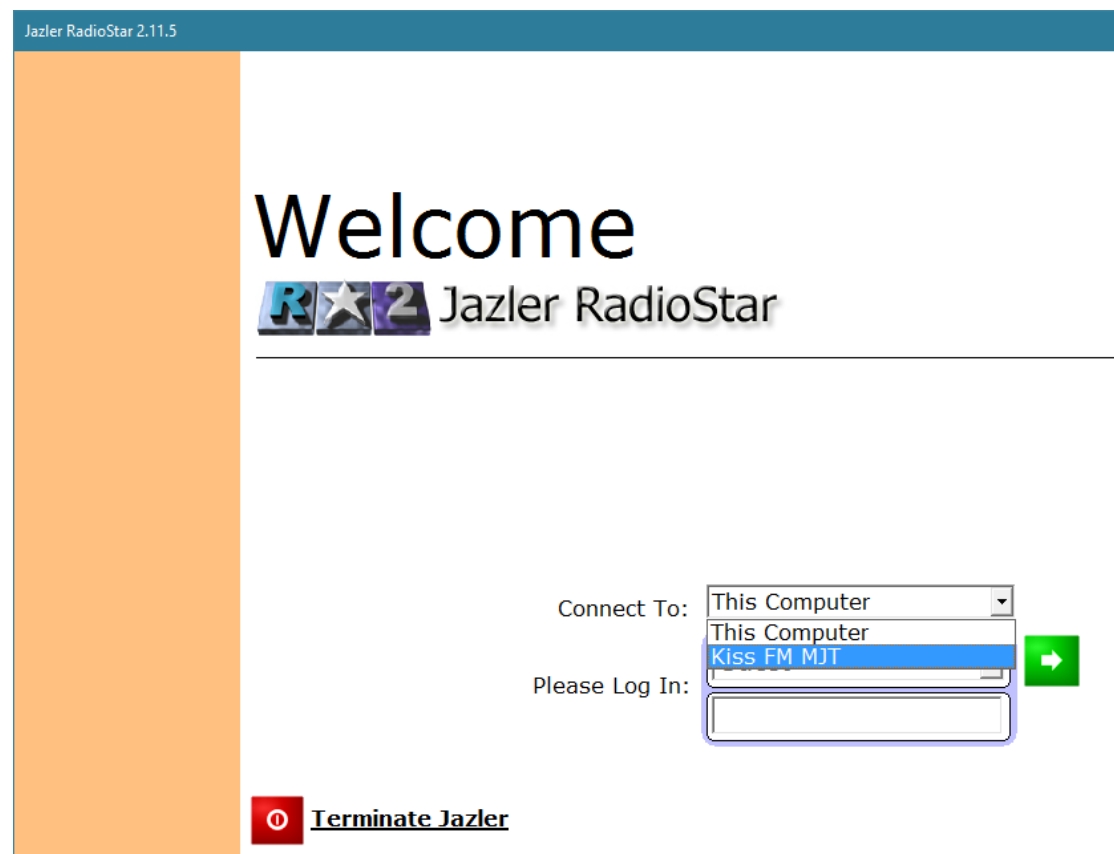 Jazler RadioStar 2.11.5
Welcome
R 2 Jazler RadioStar
Connect To: This Computer
This Computer
Kiss FM MJT
Please Log In:
Terminate Jazler